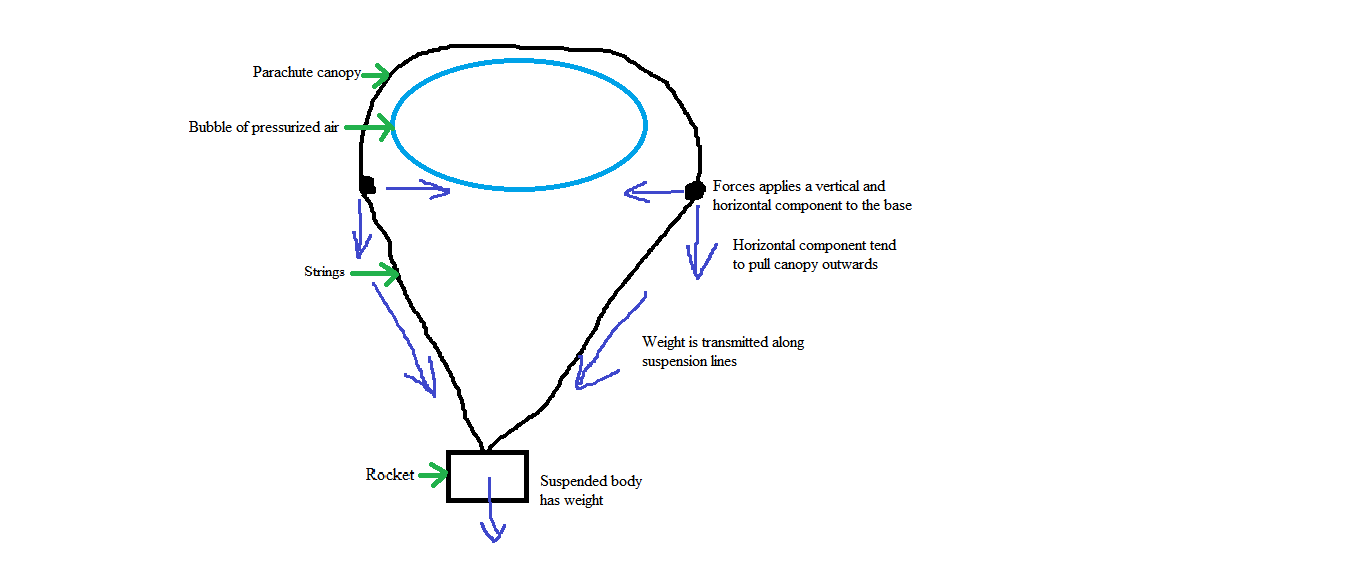 Parachute canopy
Bubble of pressurized air
Forces applies a vertical and
horizontal component to the base
Horizontal component tend
to pull canopy outwards
Strings
Weight is transmitted along
suspension lines
Rocket
Suspended body
has weight